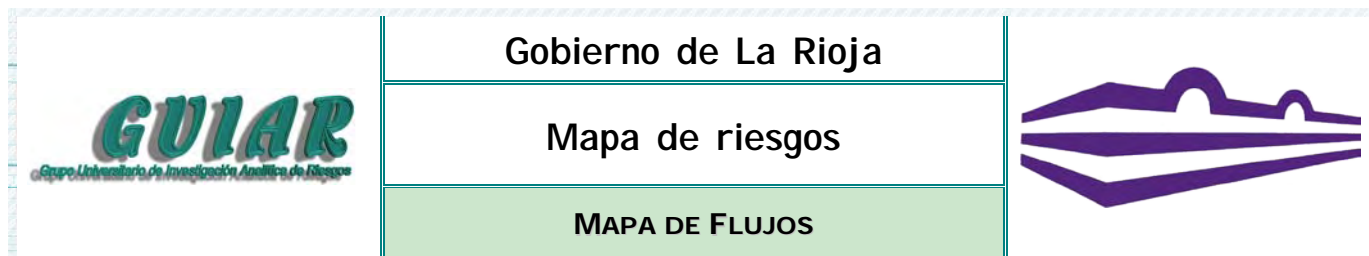 GUIAR
Grupo Universitario de Investigación Analítica de Riesgos
Gobierno de La Rioja
Mapa de riesgos
MAPA DE FLUJOS